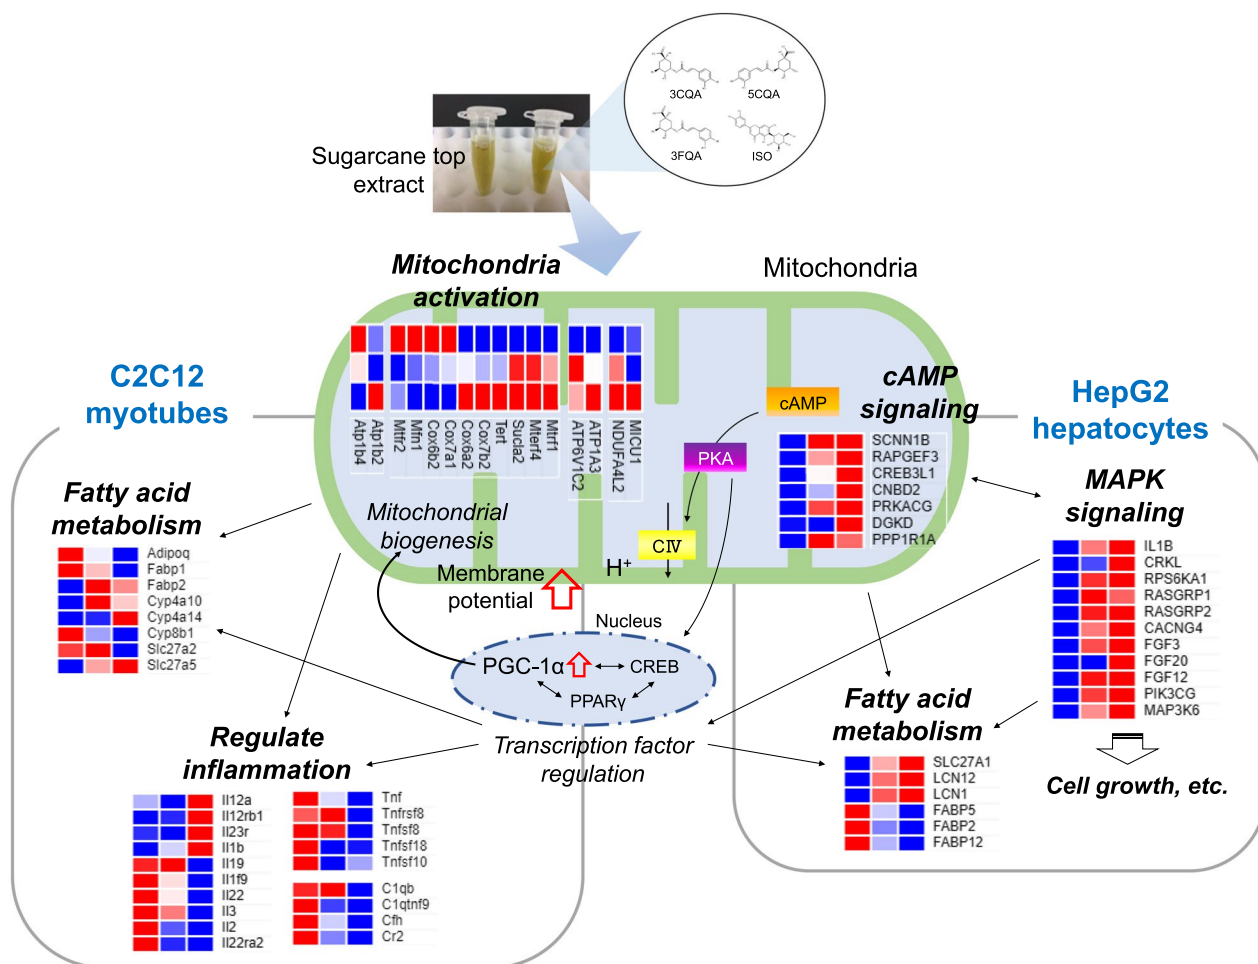 3CQA
5CQA
3FQA
ISO
Sugarcane top
extract
Mitochondria
activation
Mitochondria
C2C12
myotubes
HepG2
hepatocytes
Atp1b4
Atp1b2
Mtfr2
Mfn1
Cox6b2
Cox7a1
Cox6a2
Cox7b2
Tert
Sucla2
Mterf4
Mtrf1
ATP6V1C2
ATP1A3
NDUFA4L2
MICU1
cAMP
signaling
cAMP
PKA
CⅣ
H+
SCNN1B
RAPGEF3
CREB3L1
CNBD2
PRKACG
DGKD
PPP1R1A
MAPK
signaling
IL1B
CRKL
RPS6KA1
RASGRP1
RASGRP2
CACNG4
FGF3
FGF20
FGF12
PIK3CG
MAP3K6
Cell growth, etc.
Fatty acid
metabolism
Adipoq
Fabp1
Fabp2
Cyp4a10
Cyp4a14
Cyp8b1
Slc27a2
Slc27a5
Mitochondrial
biogenesis
Membrane
potential
Nucleus
PGC-1α
CREB
PPARγ
Transcription factor
regulation
Regulate
inflammation
Il12a
Il12rb1
Il23r
Il1b
Il19
Il1f9
Il22
Il3
Il2
Il22ra2
Tnf
Tnfrsf8
Tnfsf8
Tnfsf18
Tnfsf10
C1qb
C1qtnf9
Cfh
Cr2
Fatty acid
metabolism
SLC27A1
LCN12
LCN1
FABP5
FABP2
FABP12